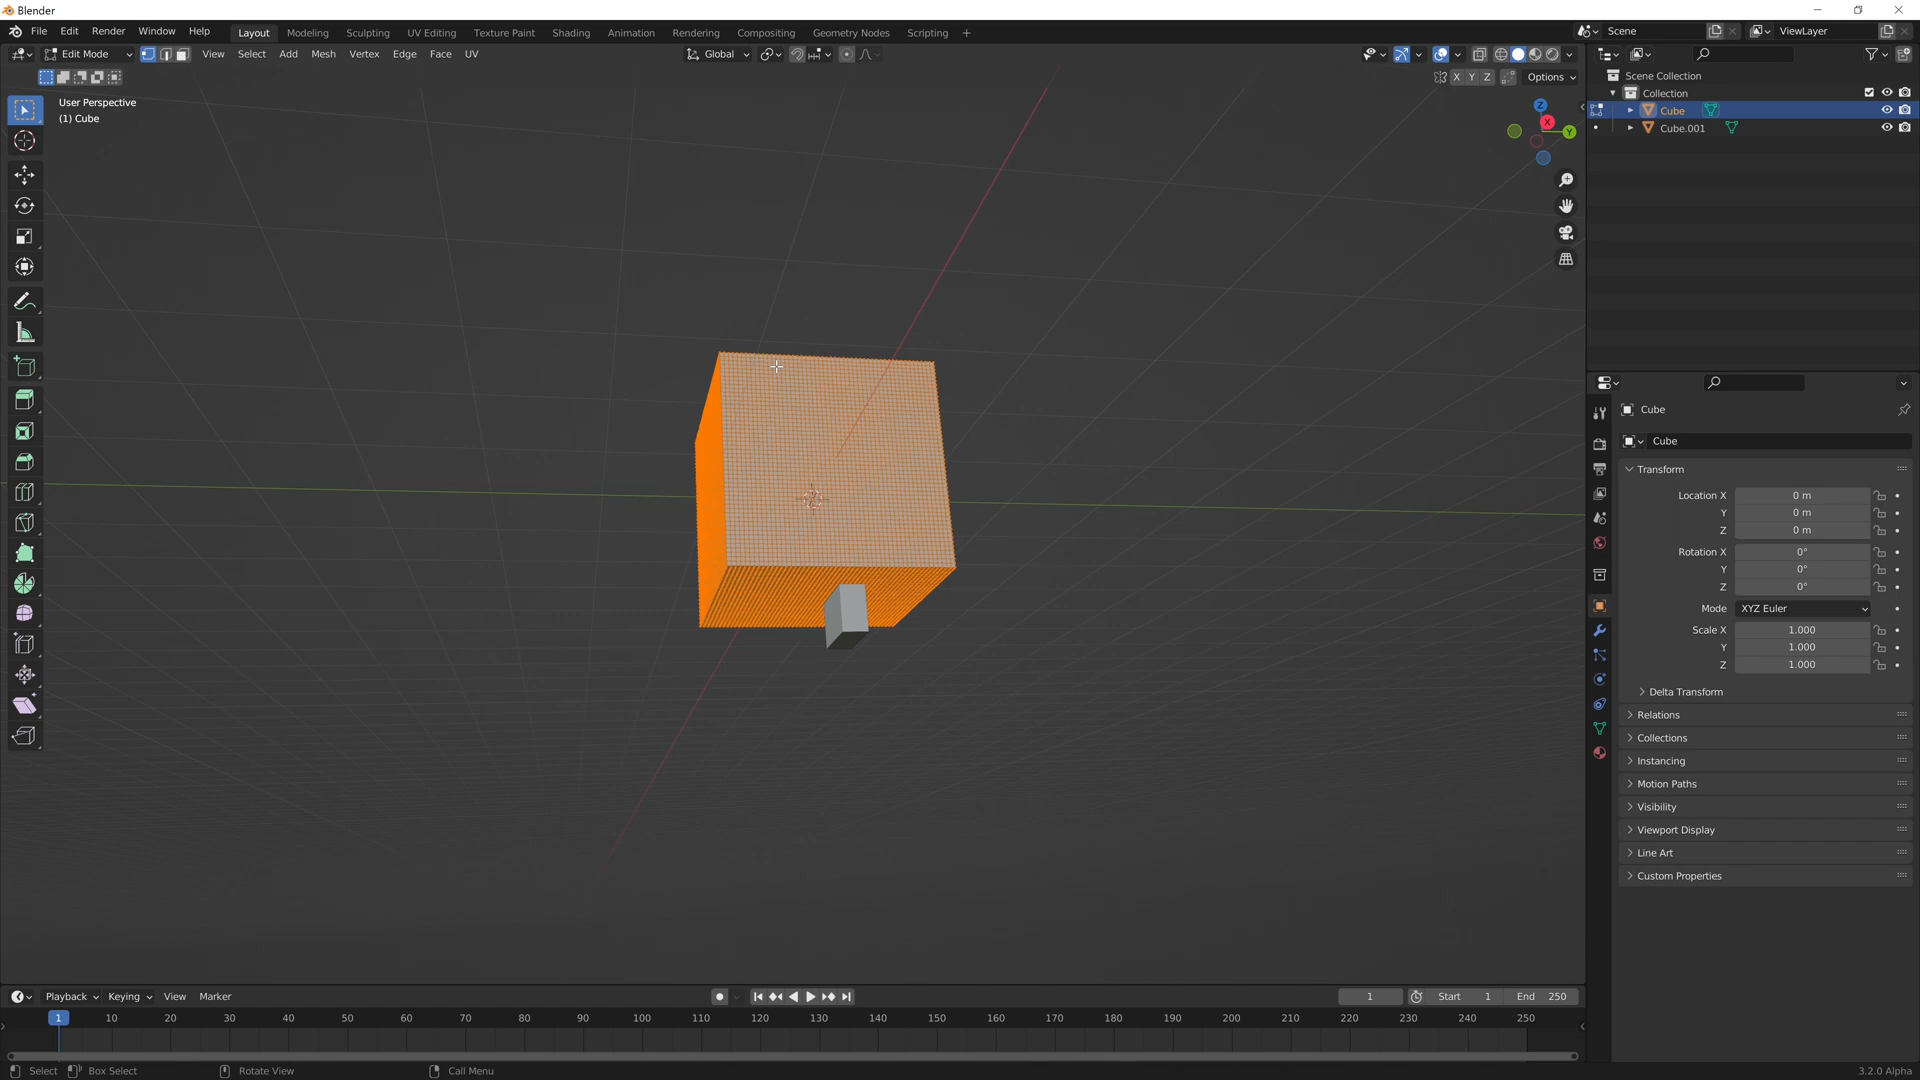 Blender
File Edit Render Window Help
Layout Modeling Sculpting UV Editing Texture Paint Shading Animation Rendering Compositing Geometry Nodes Scripting +
Scene
ViewLayer
Edit Mode
View Select Add Mesh Vertex Edge Face UV
Global
X Y Z Options
User Perspective
(1) Cube
Z
X
Y
Scene Collection
Collection
Cube
Cube.001
Cube
Cube
Transform
Location X 0 m
Y 0 m
Z 0 m
Rotation X 0°
Y 0°
Z 0°
Mode XYZ Euler
Scale X 1.000
Y 1.000
Z 1.000
Delta Transform
Relations
Collections
Instancing
Motion Paths
Visibility
Viewport Display
Line Art
Custom Properties
Playback Keying View Marker
1 Start 1 End 250
1 10 20 30 40 50 60 70 80 90 100 110 120 130 140 150 160 170 180 190 200 210 220 230 240 250
Select Box Select Rotate View Call Menu
3.2.0 Alpha